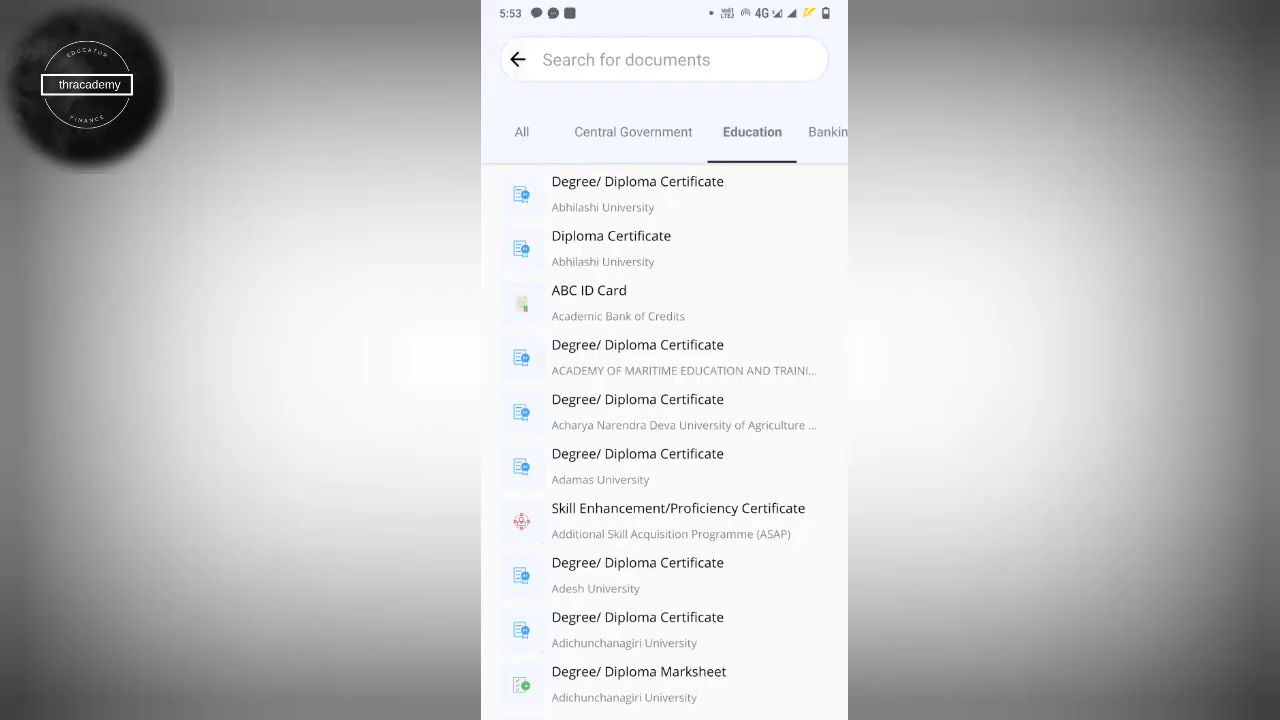 EDUCATOR
thracademy
FINANCE
5:53
4G
Search for documents
All
Central Government
Education
Bankin
Degree/ Diploma Certificate
Abhilashi University
Diploma Certificate
Abhilashi University
ABC ID Card
Academic Bank of Credits
Degree/ Diploma Certificate
ACADEMY OF MARITIME EDUCATION AND TRAINI...
Degree/ Diploma Certificate
Acharya Narendra Deva University of Agriculture ...
Degree/ Diploma Certificate
Adamas University
Skill Enhancement/Proficiency Certificate
Additional Skill Acquisition Programme (ASAP)
Degree/ Diploma Certificate
Adesh University
Degree/ Diploma Certificate
Adichunchanagiri University
Degree/ Diploma Marksheet
Adichunchanagiri University